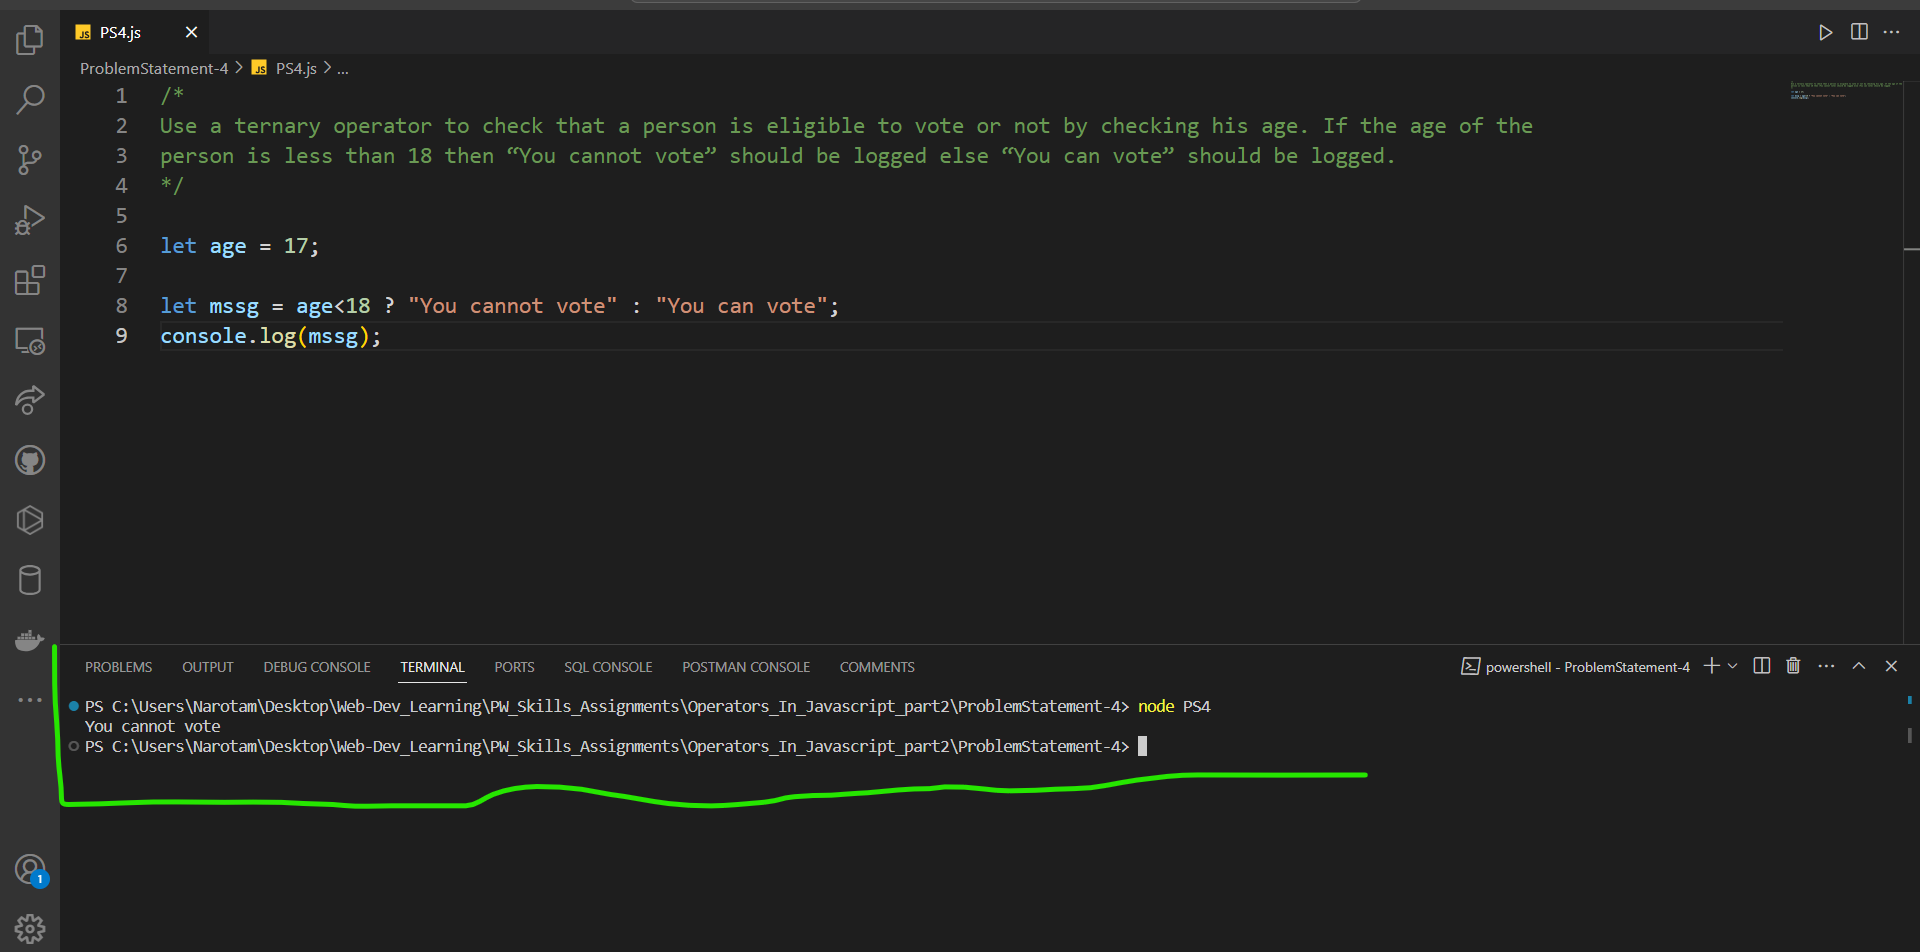 JS PS4.js
ProblemStatement-4 > JS PS4.js > ...
1 /*
2 Use a ternary operator to check that a person is eligible to vote or not by checking his age. If the age of the
3 person is less than 18 then “You cannot vote” should be logged else “You can vote” should be logged.
4 */
5
6 let age = 17;
7
8 let mssg = age<18 ? "You cannot vote" : "You can vote";
9 console.log(mssg);
PROBLEMS OUTPUT DEBUG CONSOLE TERMINAL PORTS SQL CONSOLE POSTMAN CONSOLE COMMENTS powershell - ProblemStatement-4
PS C:\Users\Narotam\Desktop\Web-Dev_Learning\PW_Skills_Assignments\Operators_In_Javascript_part2\ProblemStatement-4> node PS4
You cannot vote
PS C:\Users\Narotam\Desktop\Web-Dev_Learning\PW_Skills_Assignments\Operators_In_Javascript_part2\ProblemStatement-4>
1